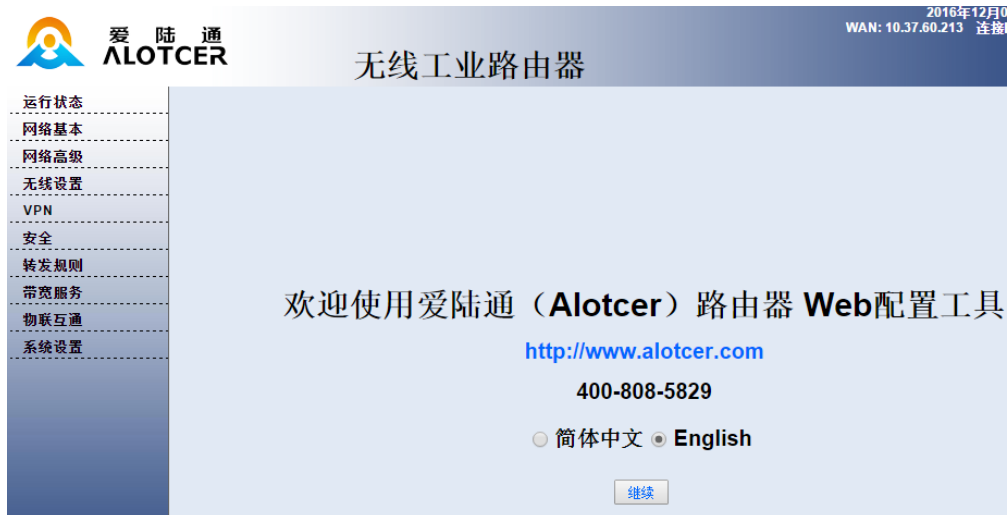 2016年12月0
WAN: 10.37.60.213 连接
爱 陆 通
ALOTCER
无线工业路由器
运行状态
网络基本
网络高级
无线设置
VPN
安全
转发规则
带宽服务
物联互通
系统设置
欢迎使用爱陆通（Alotcer）路由器 Web配置工具
http://www.alotcer.com
400-808-5829
简体中文 English
继续